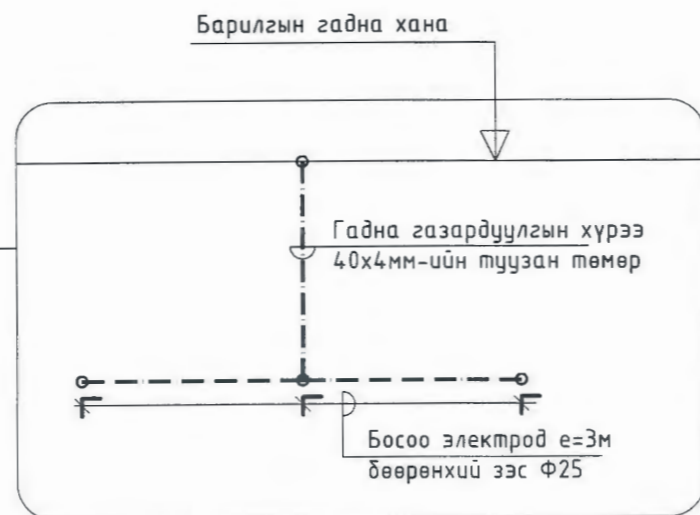 Барилгын гадна хана
Гадна газардуулгын хүрээ
40х4мм-ийн туузан төмөр
Босоо электрод е=3м
бөөрөнхий зэс Ф25